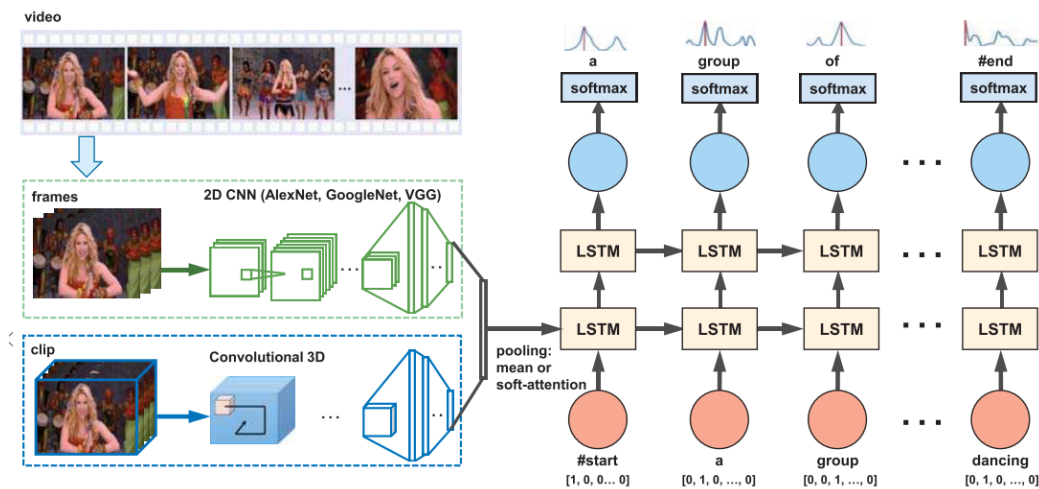 video
...
frames
2D CNN (AlexNet, GoogleNet, VGG)
...
..
clip
Convolutional 3D
...
..
pooling:
mean or
soft-attention
a group of #end
softmax softmax softmax softmax
...
LSTM LSTM LSTM ... LSTM
LSTM LSTM LSTM ... LSTM
...
#start a group dancing
[1, 0, 0... 0] [0, 1, 0, ..., 0] [0, 0, 1, ..., 0] [0, 1, 0, ..., 0]